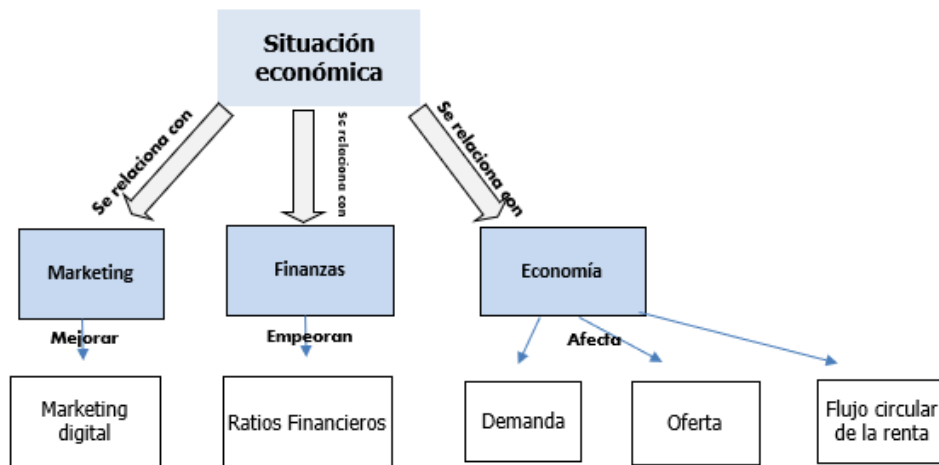 Situación
económica
Se relaciona con
Se relaciona con
Se relaciona con
Marketing
Finanzas
Economía
Mejorar
Empeoran
Afecta
Marketing
digital
Ratios Financieros
Demanda
Oferta
Flujo circular
de la renta